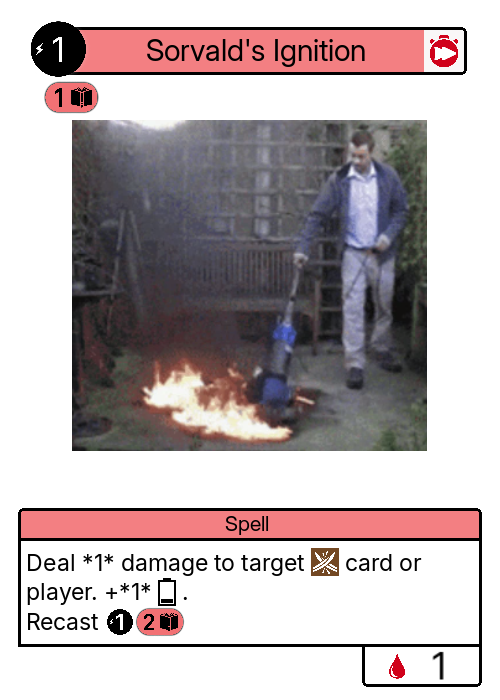 1 Sorvald's Ignition
1
Spell
Deal *1* damage to target card or
player. +*1* .
Recast 1 2
1